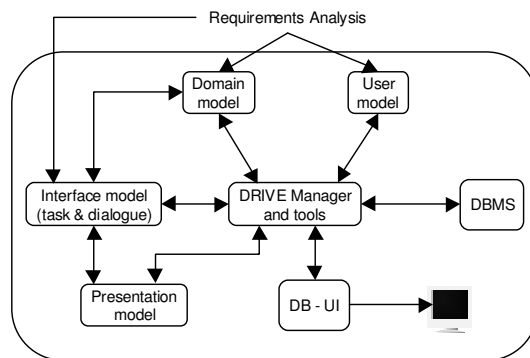 Requirements Analysis
Domain
model
User
model
Interface model
(task & dialogue)
DRIVE Manager
and tools
DBMS
Presentation
model
DB - UI